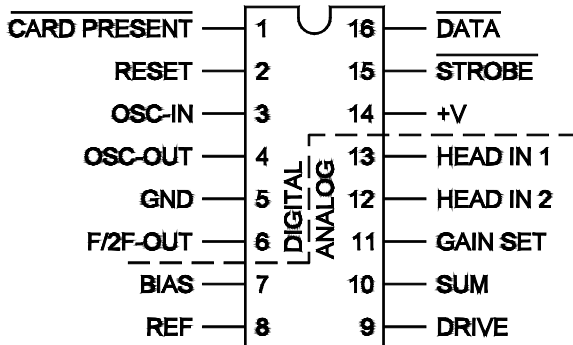 CARD PRESENT 1 16 DATA
RESET 2 15 STROBE
OSC-IN 3 14 +V
OSC-OUT 4 13 HEAD IN 1
GND 5 12 HEAD IN 2
F/2F-OUT 6 11 GAIN SET
DIGITAL
ANALOG
BIAS 7 10 SUM
REF 8 9 DRIVE